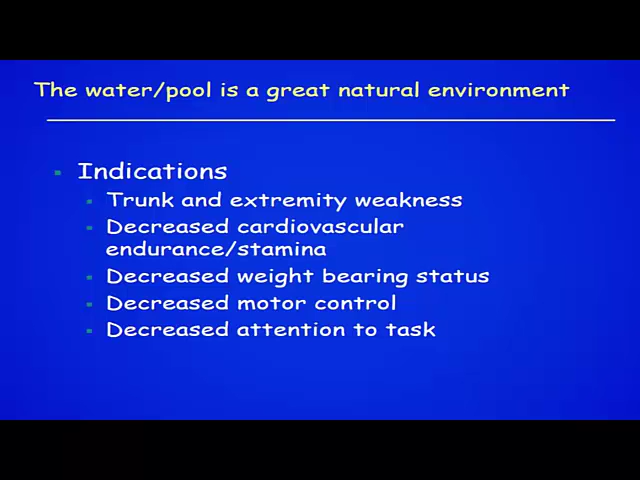 The water/pool is a great natural environment
Indications
Trunk and extremity weakness
Decreased cardiovascular
endurance/stamina
Decreased weight bearing status
Decreased motor control
Decreased attention to task